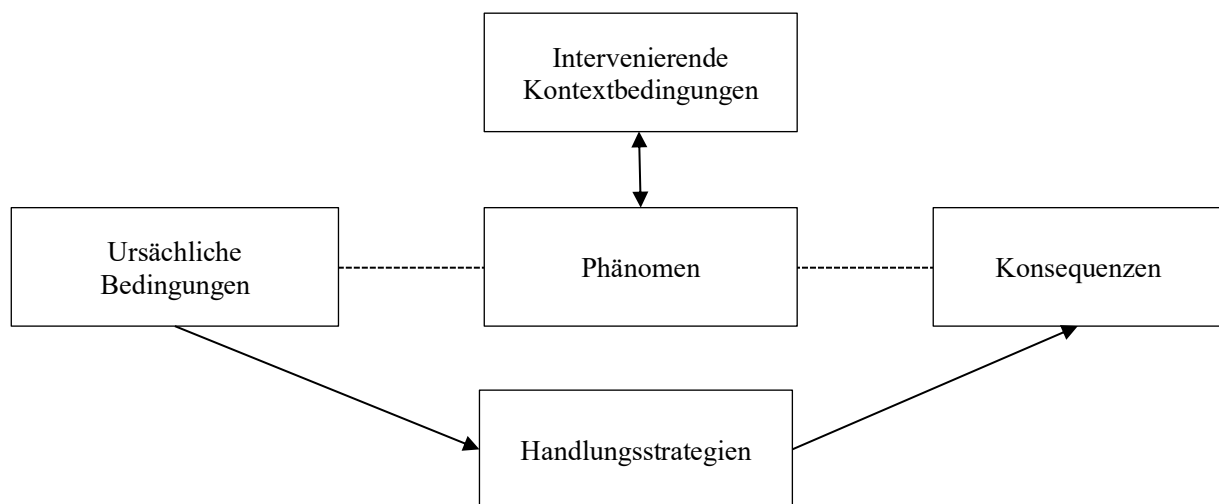 Intervenierende
Kontextbedingungen
Ursächliche
Bedingungen
Phänomen
Konsequenzen
Handlungsstrategien